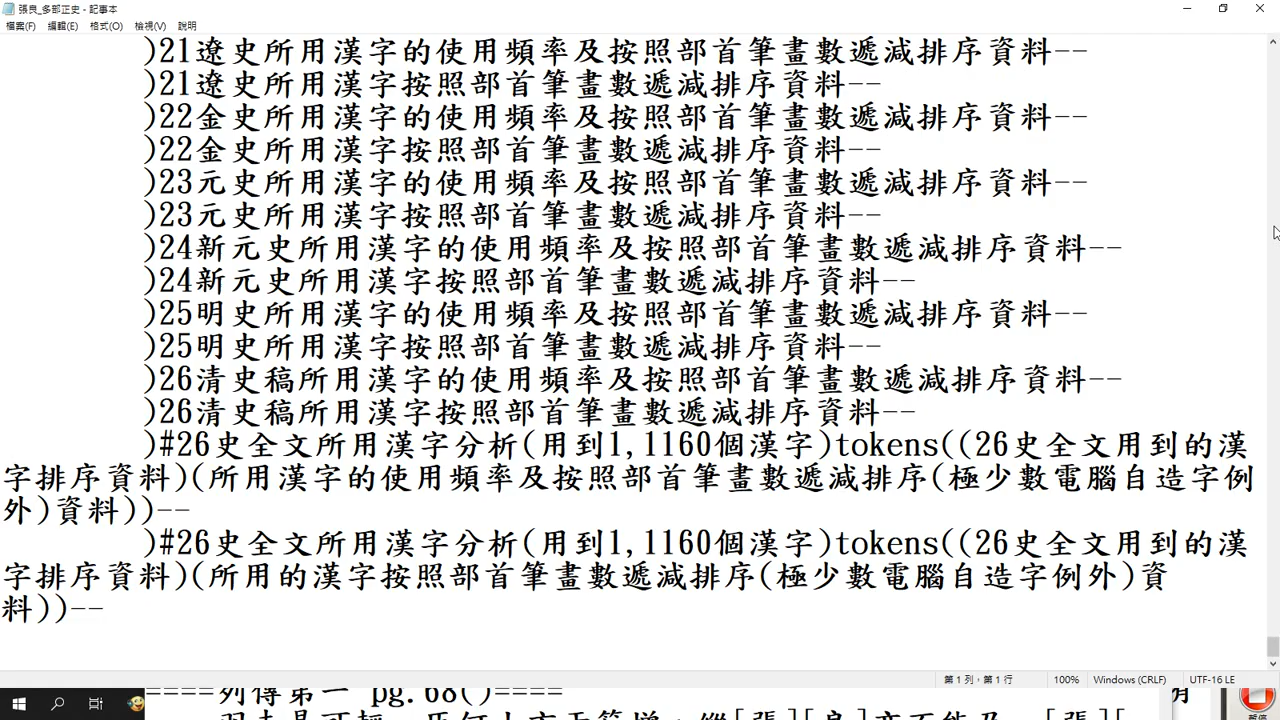 張良_多部正史 - 記事本
檔案(F) 編輯(E) 格式(O) 檢視(V) 說明
)21遼史所用漢字的使用頻率及按照部首筆畫數遞減排序資料--
)21遼史所用漢字按照部首筆畫數遞減排序資料--
)22金史所用漢字的使用頻率及按照部首筆畫數遞減排序資料--
)22金史所用漢字按照部首筆畫數遞減排序資料--
)23元史所用漢字的使用頻率及按照部首筆畫數遞減排序資料--
)23元史所用漢字按照部首筆畫數遞減排序資料--
)24新元史所用漢字的使用頻率及按照部首筆畫數遞減排序資料--
)24新元史所用漢字按照部首筆畫數遞減排序資料--
)25明史所用漢字的使用頻率及按照部首筆畫數遞減排序資料--
)25明史所用漢字按照部首筆畫數遞減排序資料--
)26清史稿所用漢字的使用頻率及按照部首筆畫數遞減排序資料--
)26清史稿所用漢字按照部首筆畫數遞減排序資料--
)#26史全文所用漢字分析(用到1,1160個漢字)tokens((26史全文用到的漢
字排序資料)(所用漢字的使用頻率及按照部首筆畫數遞減排序(極少數電腦自造字例
外)資料))--
)#26史全文所用漢字分析(用到1,1160個漢字)tokens((26史全文用到的漢
字排序資料)(所用的漢字按照部首筆畫數遞減排序(極少數電腦自造字例外)資
料))--
第 1 列，第 1 行 100% Windows (CRLF) UTF-16 LE
====列傳第一 pg.68()====